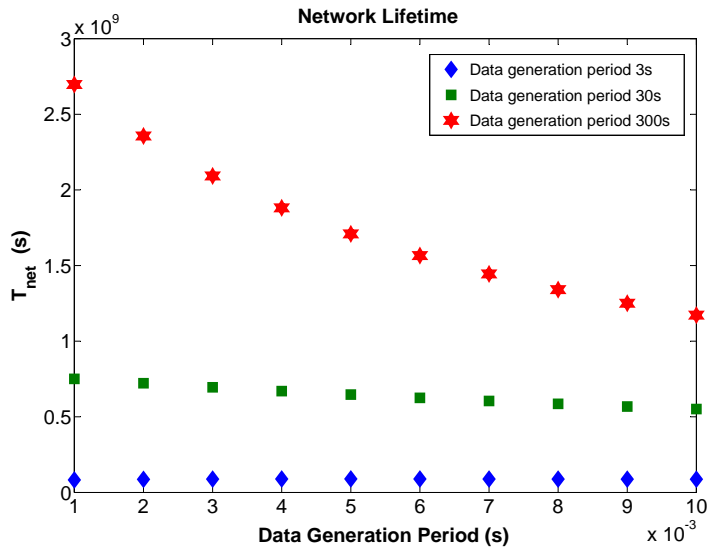 Network Lifetime
x 10^9
3
2.5
2
1.5
1
0.5
0
T_net (s)
Data generation period 3s
Data generation period 30s
Data generation period 300s
1 2 3 4 5 6 7 8 9 10
Data Generation Period (s)
x 10^-3